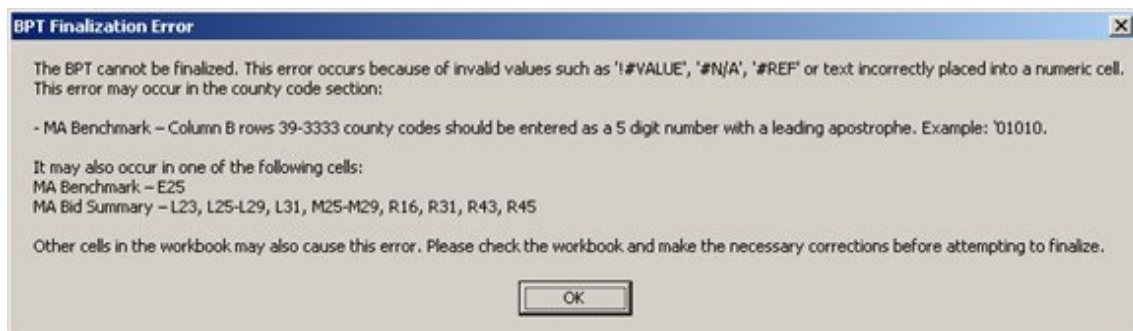 BPT Finalization Error
The BPT cannot be finalized. This error occurs because of invalid values such as '!#VALUE', '#N/A', '#REF' or text incorrectly placed into a numeric cell.
This error may occur in the county code section:
- MA Benchmark – Column B rows 39-3333 county codes should be entered as a 5 digit number with a leading apostrophe. Example: '01010.
It may also occur in one of the following cells:
MA Benchmark – E25
MA Bid Summary – L23, L25-L29, L31, M25-M29, R16, R31, R43, R45
Other cells in the workbook may also cause this error. Please check the workbook and make the necessary corrections before attempting to finalize.
OK